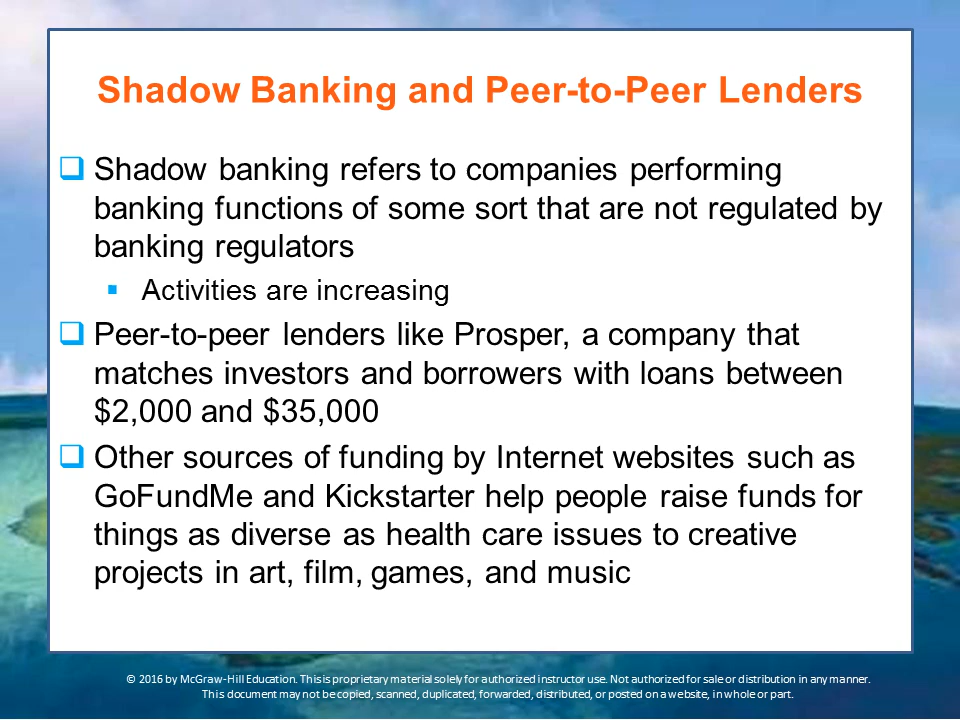 Shadow Banking and Peer-to-Peer Lenders
Shadow banking refers to companies performing
banking functions of some sort that are not regulated by
banking regulators
Activities are increasing
Peer-to-peer lenders like Prosper, a company that
matches investors and borrowers with loans between
$2,000 and $35,000
Other sources of funding by Internet websites such as
GoFundMe and Kickstarter help people raise funds for
things as diverse as health care issues to creative
projects in art, film, games, and music
© 2016 by McGraw-Hill Education. This is proprietary material solely for authorized instructor use. Not authorized for sale or distribution in any manner.
This document may not be copied, scanned, duplicated, forwarded, distributed, or posted on a website, in whole or part.